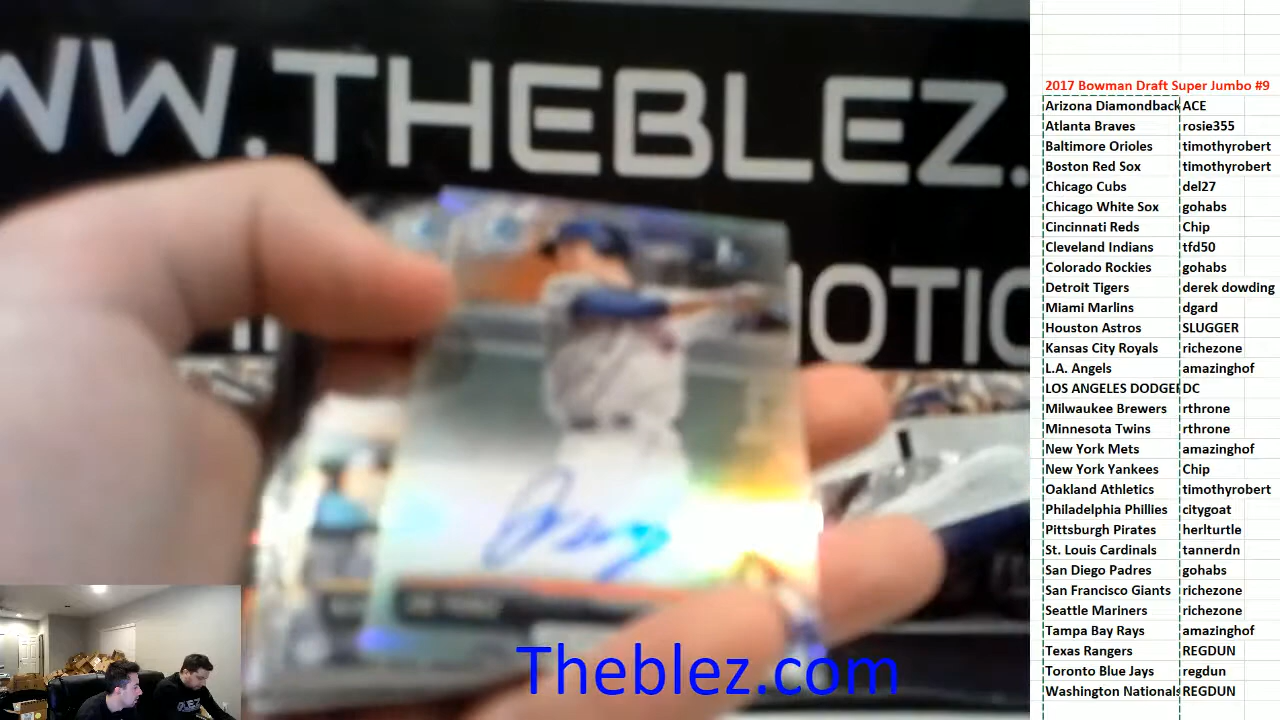 WW.THEBLEZ.
NOTIC
Theblez.com
2017 Bowman Draft Super Jumbo #9
Arizona Diamondback ACE
Atlanta Braves rosie355
Baltimore Orioles timothyrobert
Boston Red Sox timothyrobert
Chicago Cubs del27
Chicago White Sox gohabs
Cincinnati Reds Chip
Cleveland Indians tfd50
Colorado Rockies gohabs
Detroit Tigers derek dowding
Miami Marlins dgard
Houston Astros SLUGGER
Kansas City Royals richezone
L.A. Angels amazinghof
LOS ANGELES DODGER DC
Milwaukee Brewers rthrone
Minnesota Twins rthrone
New York Mets amazinghof
New York Yankees Chip
Oakland Athletics timothyrobert
Philadelphia Phillies citygoat
Pittsburgh Pirates herlturtle
St. Louis Cardinals tannerdn
San Diego Padres gohabs
San Francisco Giants richezone
Seattle Mariners richezone
Tampa Bay Rays amazinghof
Texas Rangers REGDUN
Toronto Blue Jays regdun
Washington Nationals REGDUN